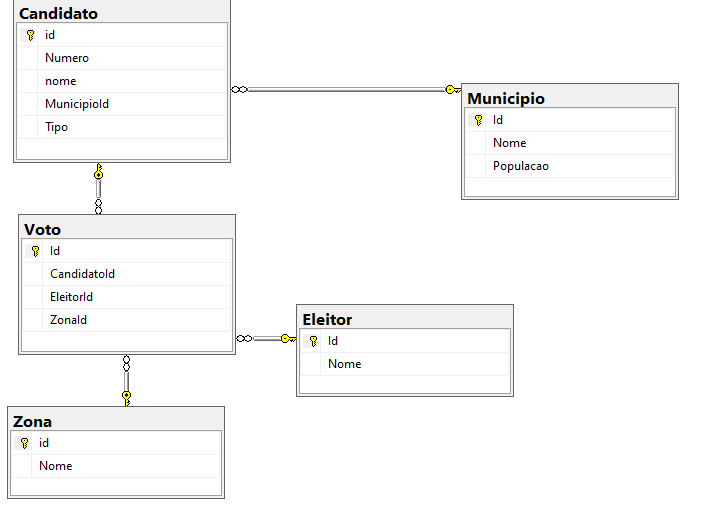 Candidato
id
Numero
nome
MunicipioId
Tipo
Municipio
Id
Nome
Populacao
Voto
Id
CandidatoId
EleitorId
ZonaId
Eleitor
Id
Nome
Zona
id
Nome